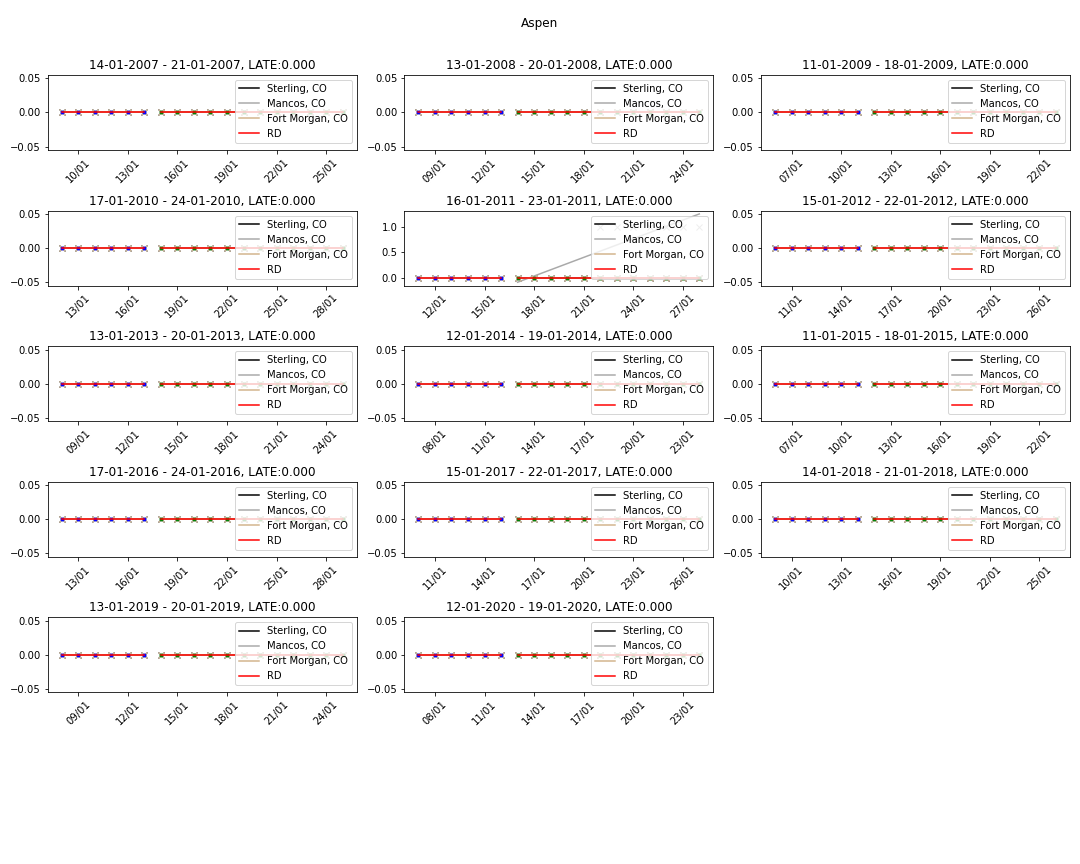 Aspen
14-01-2007 - 21-01-2007, LATE:0.000
0.05
0.00
−0.05
Sterling, CO
Mancos, CO
Fort Morgan, CO
RD
10/01 13/01 16/01 19/01 22/01 25/01
13-01-2008 - 20-01-2008, LATE:0.000
0.05
0.00
−0.05
Sterling, CO
Mancos, CO
Fort Morgan, CO
RD
09/01 12/01 15/01 18/01 21/01 24/01
11-01-2009 - 18-01-2009, LATE:0.000
0.05
0.00
−0.05
Sterling, CO
Mancos, CO
Fort Morgan, CO
RD
07/01 10/01 13/01 16/01 19/01 22/01
17-01-2010 - 24-01-2010, LATE:0.000
0.05
0.00
−0.05
Sterling, CO
Mancos, CO
Fort Morgan, CO
RD
13/01 16/01 19/01 22/01 25/01 28/01
16-01-2011 - 23-01-2011, LATE:0.000
1.0
0.5
0.0
Sterling, CO
Mancos, CO
Fort Morgan, CO
RD
12/01 15/01 18/01 21/01 24/01 27/01
15-01-2012 - 22-01-2012, LATE:0.000
0.05
0.00
−0.05
Sterling, CO
Mancos, CO
Fort Morgan, CO
RD
11/01 14/01 17/01 20/01 23/01 26/01
13-01-2013 - 20-01-2013, LATE:0.000
0.05
0.00
−0.05
Sterling, CO
Mancos, CO
Fort Morgan, CO
RD
09/01 12/01 15/01 18/01 21/01 24/01
12-01-2014 - 19-01-2014, LATE:0.000
0.05
0.00
−0.05
Sterling, CO
Mancos, CO
Fort Morgan, CO
RD
08/01 11/01 14/01 17/01 20/01 23/01
11-01-2015 - 18-01-2015, LATE:0.000
0.05
0.00
−0.05
Sterling, CO
Mancos, CO
Fort Morgan, CO
RD
07/01 10/01 13/01 16/01 19/01 22/01
17-01-2016 - 24-01-2016, LATE:0.000
0.05
0.00
−0.05
Sterling, CO
Mancos, CO
Fort Morgan, CO
RD
13/01 16/01 19/01 22/01 25/01 28/01
15-01-2017 - 22-01-2017, LATE:0.000
0.05
0.00
−0.05
Sterling, CO
Mancos, CO
Fort Morgan, CO
RD
11/01 14/01 17/01 20/01 23/01 26/01
14-01-2018 - 21-01-2018, LATE:0.000
0.05
0.00
−0.05
Sterling, CO
Mancos, CO
Fort Morgan, CO
RD
10/01 13/01 16/01 19/01 22/01 25/01
13-01-2019 - 20-01-2019, LATE:0.000
0.05
0.00
−0.05
Sterling, CO
Mancos, CO
Fort Morgan, CO
RD
09/01 12/01 15/01 18/01 21/01 24/01
12-01-2020 - 19-01-2020, LATE:0.000
0.05
0.00
−0.05
Sterling, CO
Mancos, CO
Fort Morgan, CO
RD
08/01 11/01 14/01 17/01 20/01 23/01